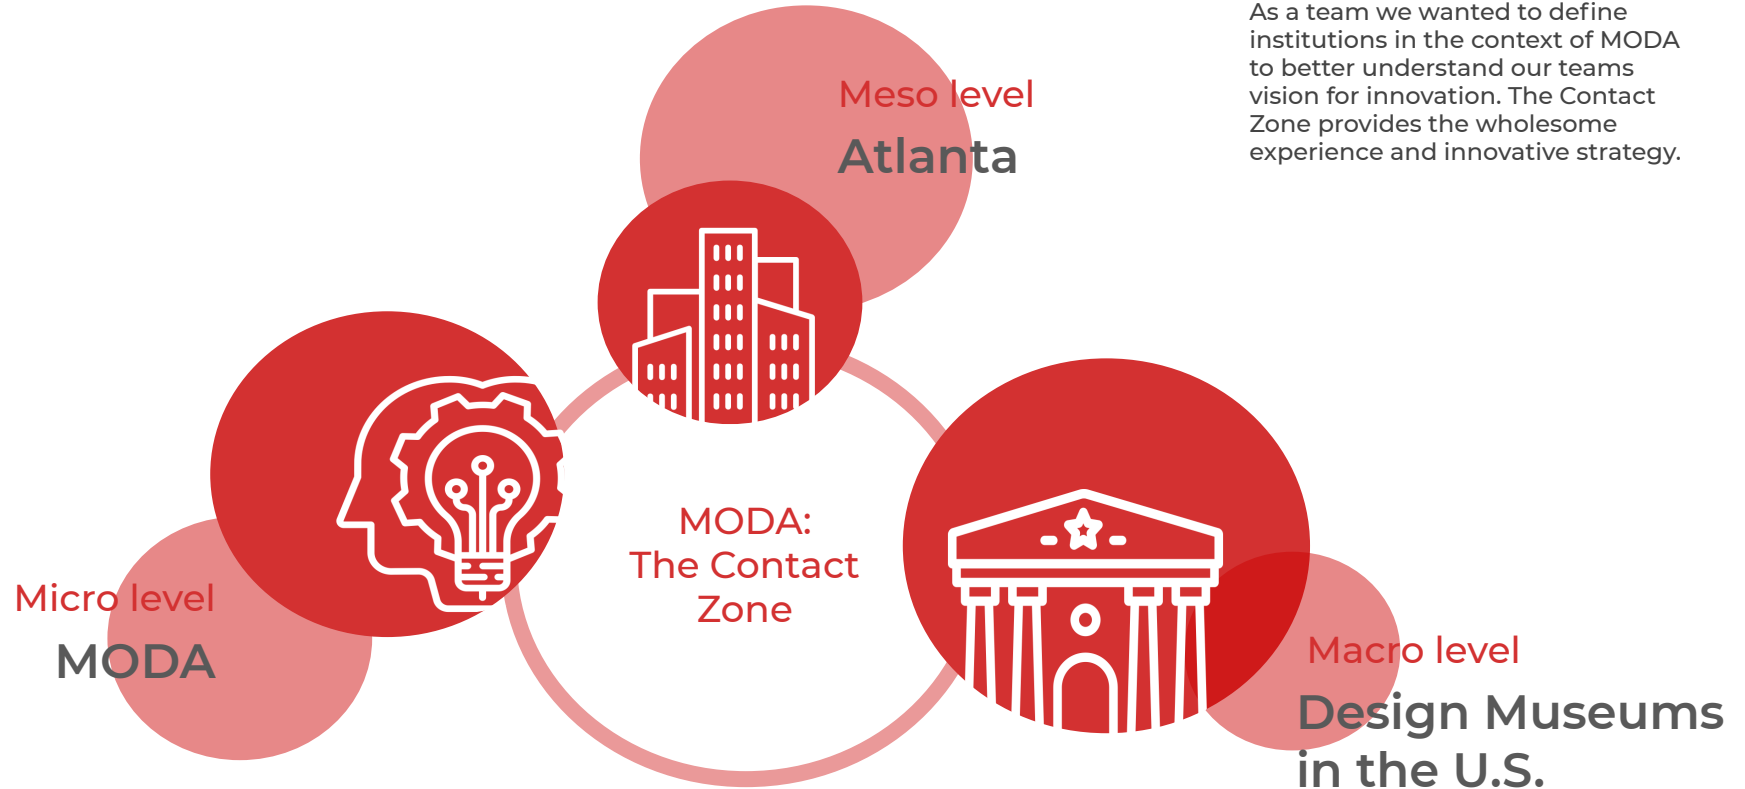 As a team we wanted to define
institutions in the context of MODA
to better understand our teams
vision for innovation. The Contact
Zone provides the wholesome
experience and innovative strategy.
Meso level
Atlanta
MODA:
The Contact
Zone
Micro level
MODA
Macro level
Design Museums
in the U.S.